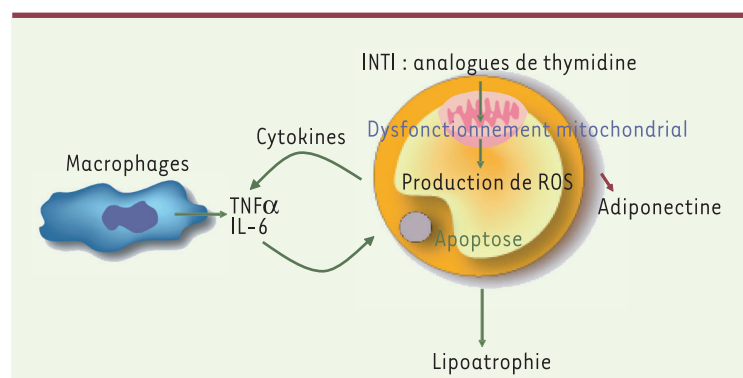 INTI : analogues de thymidine
Dysfonctionnement mitochondrial
Cytokines
Macrophages
Production de ROS
TNFα
IL-6
Adiponectine
Apoptose
Lipoatrophie